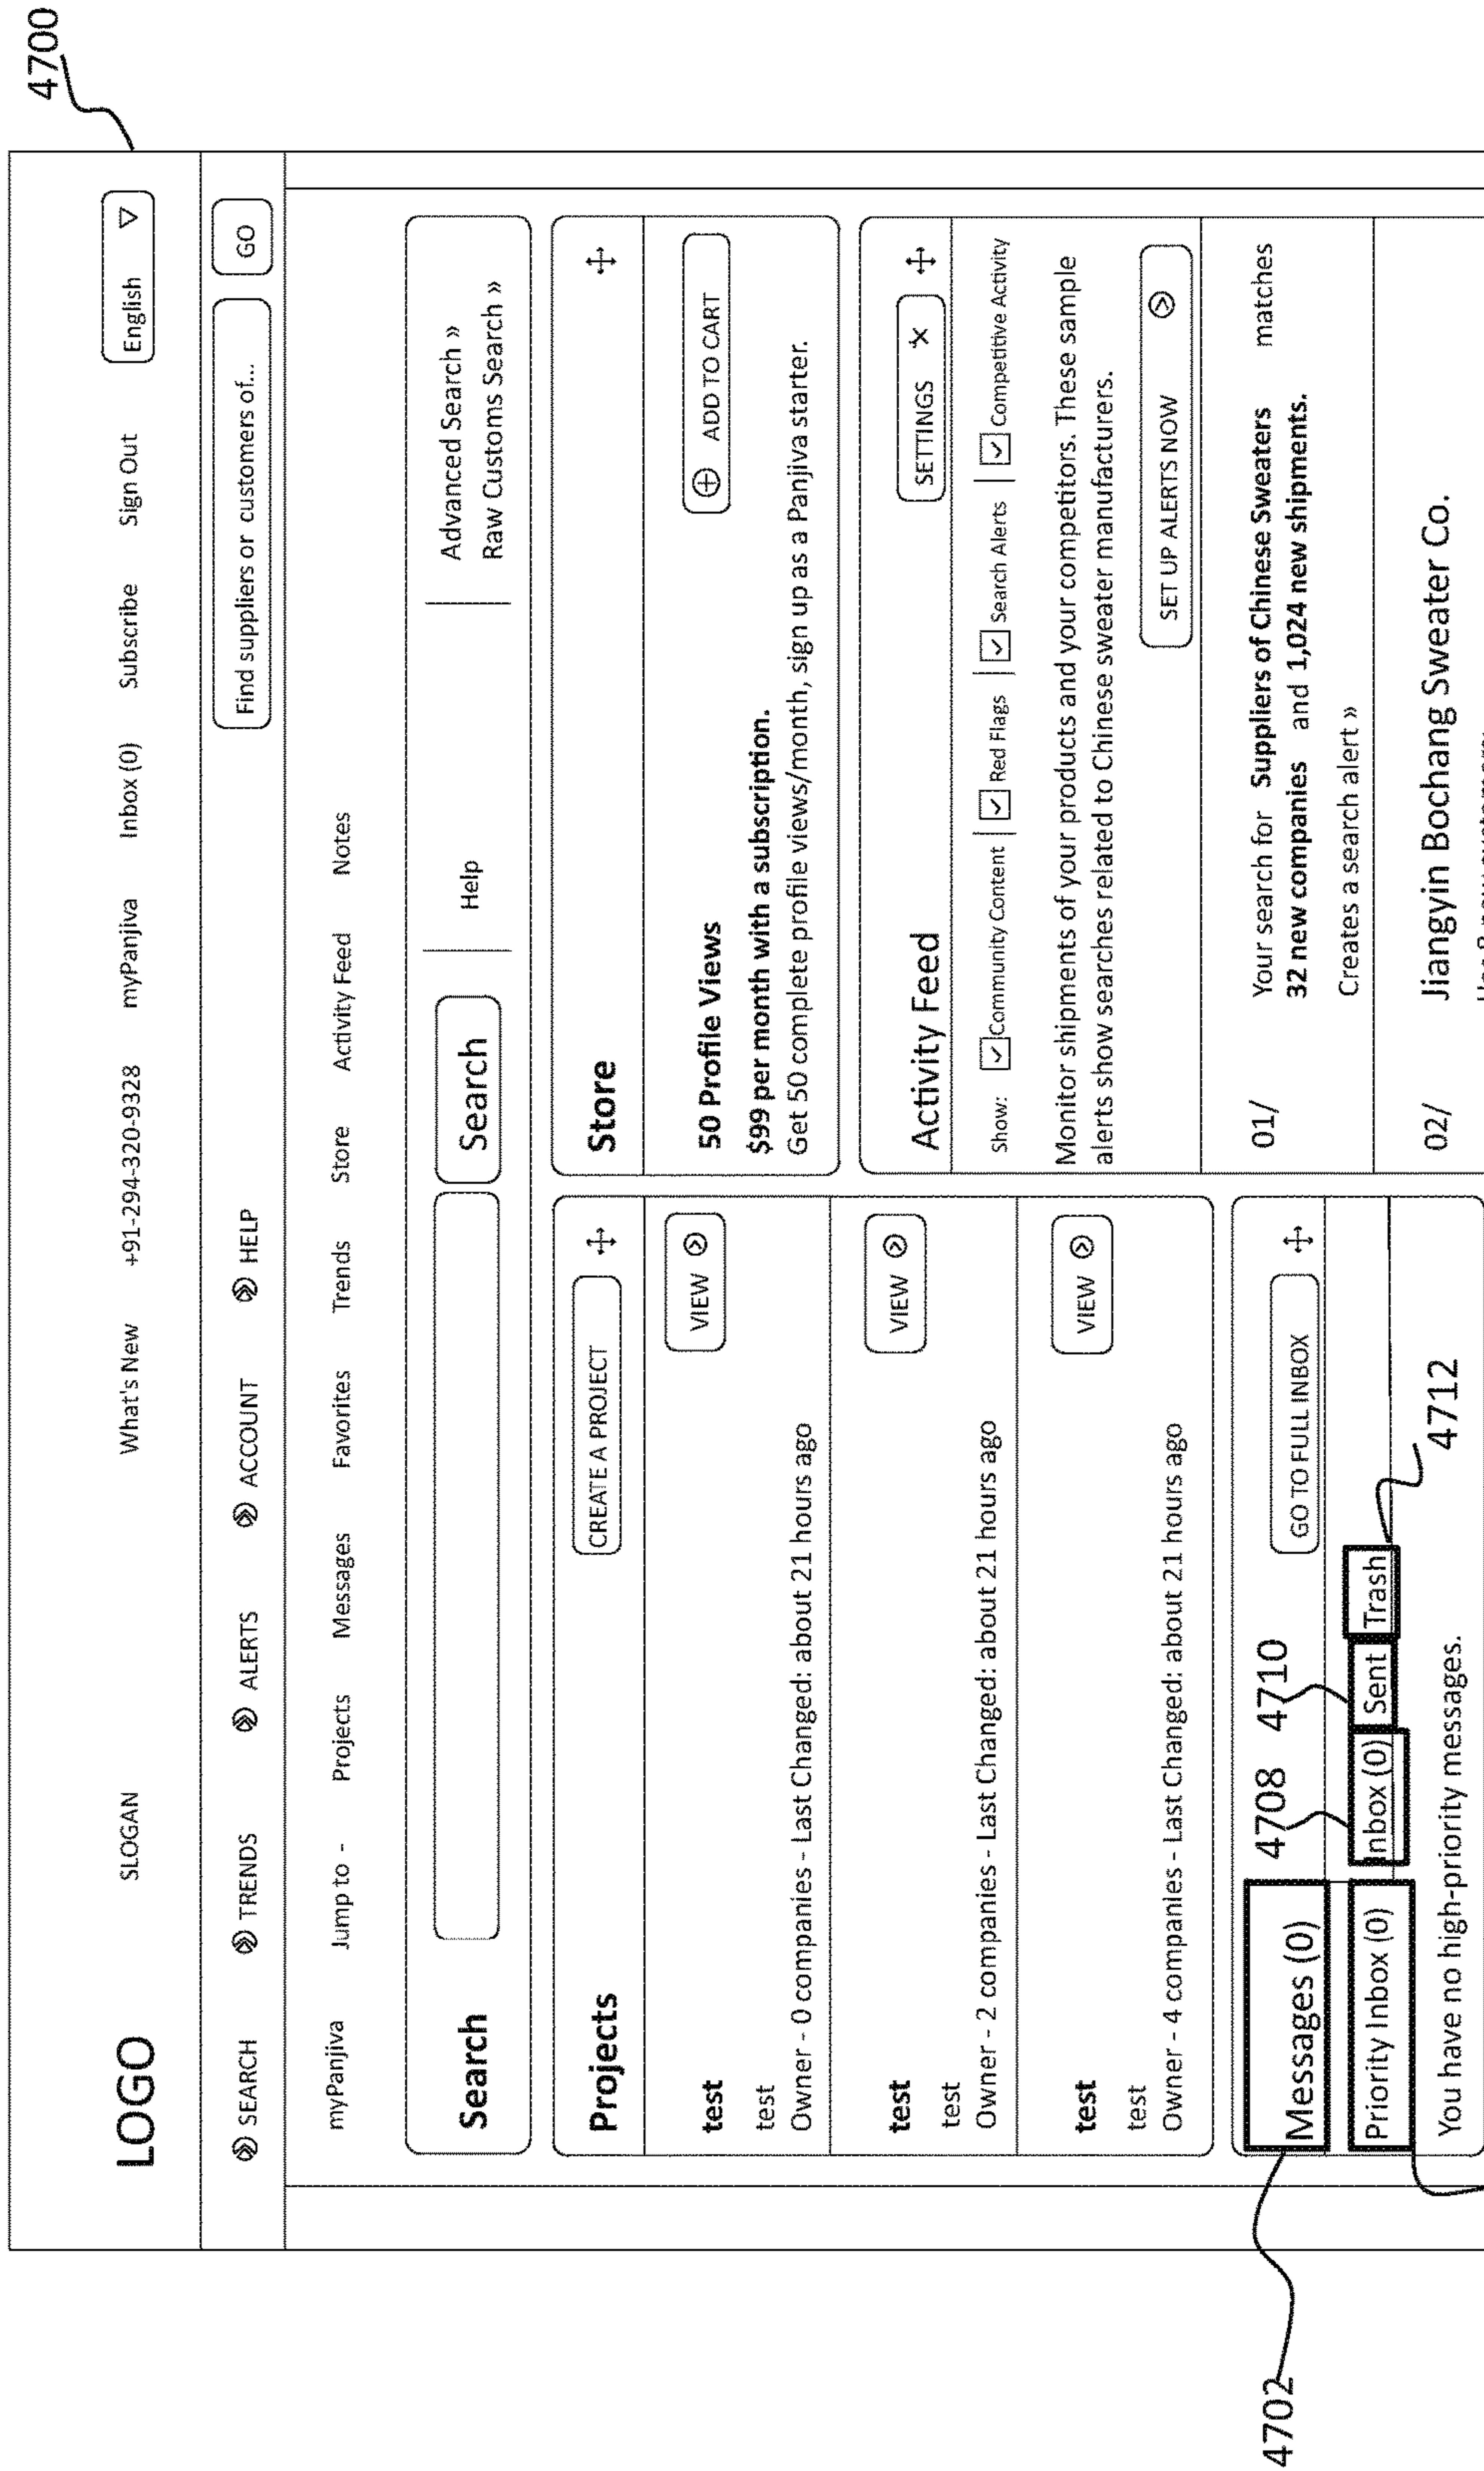 4700
LOGO SLOGAN What's New +91-294-320-9328 myPanjiva Inbox (0) Subscribe Sign Out English
SEARCH TRENDS ALERTS ACCOUNT HELP Find suppliers or customers of... GO
myPanjiva Jump to - Projects Messages Favorites Trends Store Activity Feed Notes
Search Search Help Advanced Search »
Raw Customs Search »
Projects CREATE A PROJECT
test VIEW
test
Owner - 0 companies - Last Changed: about 21 hours ago
test VIEW
test
Owner - 2 companies - Last Changed: about 21 hours ago
test VIEW
test
Owner - 4 companies - Last Changed: about 21 hours ago
4702
Messages (0) 4708 4710 GO TO FULL INBOX
Priority Inbox (0) nbox (0) Sent Trash
4712
You have no high-priority messages.
Store
ADD TO CART
50 Profile Views
$99 per month with a subscription.
Get 50 complete profile views/month, sign up as a Panjiva starter.
Activity Feed SETTINGS
Show: Community Content Red Flags Search Alerts Competitive Activity
Monitor shipments of your products and your competitors. These sample
alerts show searches related to Chinese sweater manufacturers.
SET UP ALERTS NOW
01/ Your search for Suppliers of Chinese Sweaters matches
32 new companies and 1,024 new shipments.
Creates a search alert »
02/ Jiangyin Bochang Sweater Co.